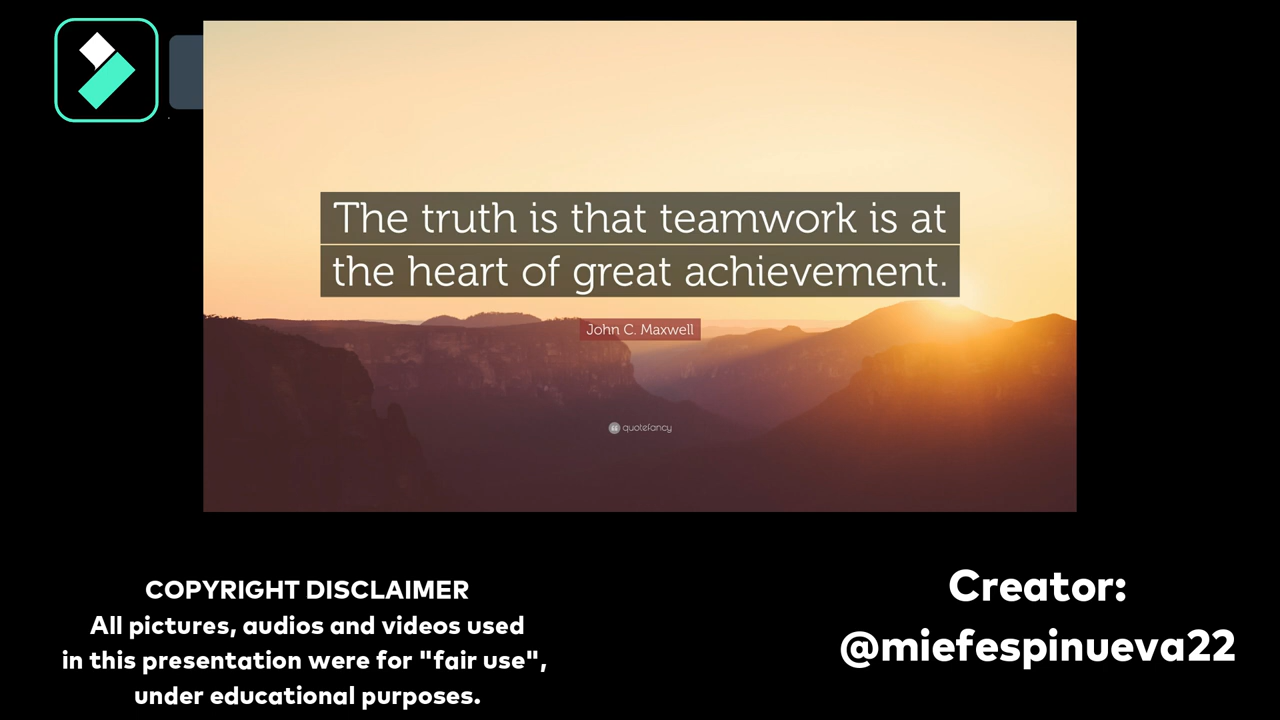 The truth is that teamwork is at
the heart of great achievement.
John C. Maxwell
quotefancy
COPYRIGHT DISCLAIMER
All pictures, audios and videos used
in this presentation were for "fair use",
under educational purposes.
Creator:
@miefespinueva22